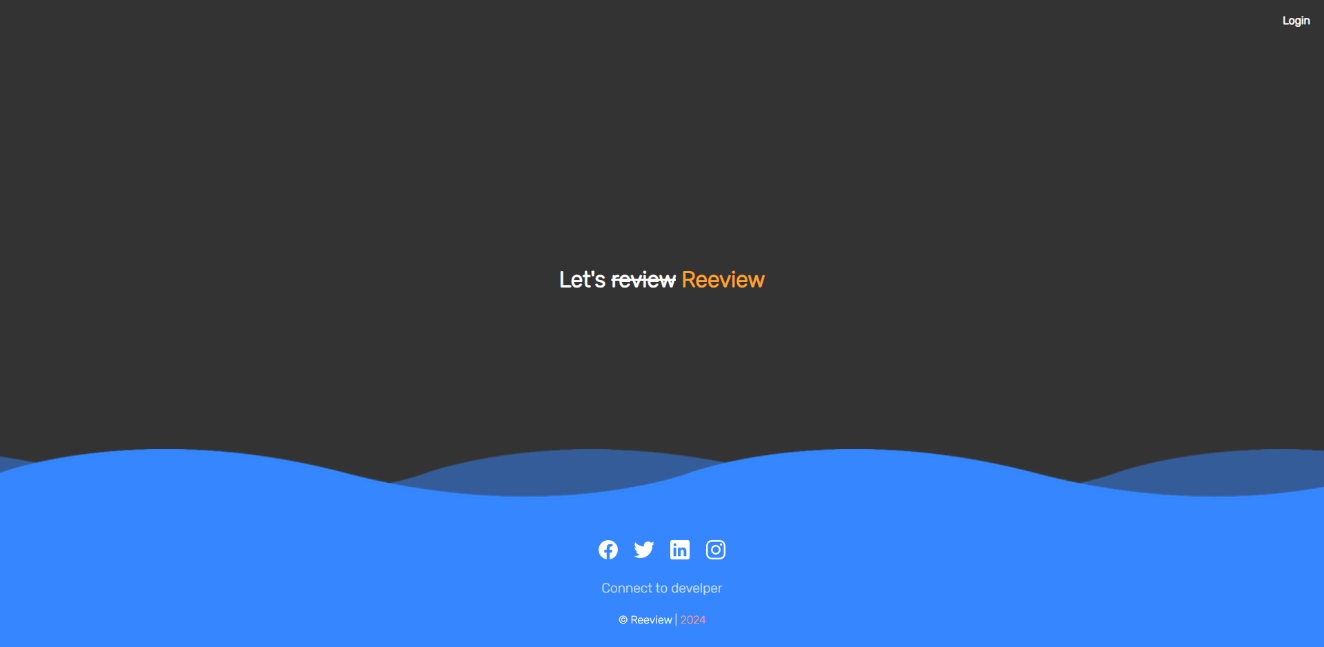 Login
Let's review Reeview
Connect to develper
© Reeview | 2024